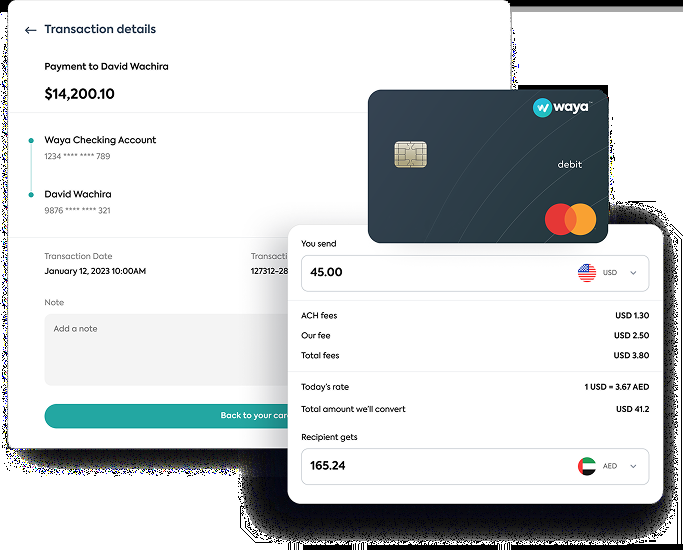 ← Transaction details
Payment to David Wachira
$14,200.10
Waya Checking Account
1234 **** **** 789
David Wachira
9876 **** **** 321
Transaction Date
January 12, 2023 10:00AM
Transacti
127312-28
Note
Add a note
Back to your car
waya™
debit
You send
45.00 USD
ACH fees USD 1.30
Our fee USD 2.50
Total fees USD 3.80
Today's rate 1 USD = 3.67 AED
Total amount we'll convert USD 41.2
Recipient gets
165.24 AED